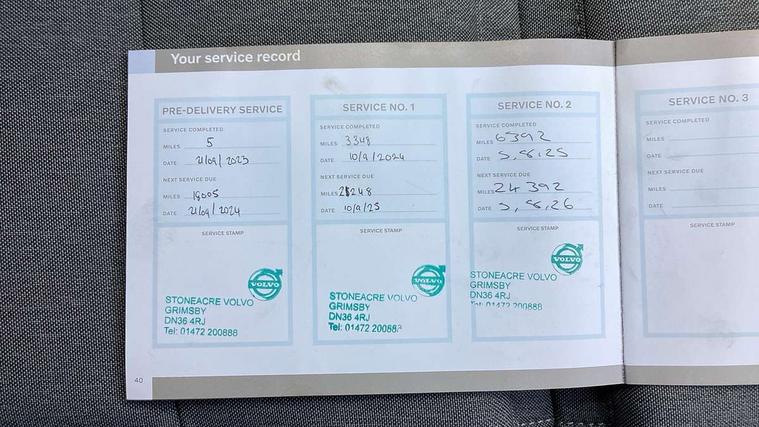 Your service record
PRE-DELIVERY SERVICE
SERVICE COMPLETED
MILES 5
DATE 21/09/2023
NEXT SERVICE DUE
MILES
DATE 21/09/2024
SERVICE STAMP
VOLVO
STONEACRE VOLVO
GRIMSBY
DN36 4RJ
Tel: 01472 200888
SERVICE NO. 1
SERVICE COMPLETED
MILES 3348
DATE 10/9/2024
NEXT SERVICE DUE
MILES
DATE 10/9/25
SERVICE STAMP
VOLVO
STONEACRE VOLVO
GRIMSBY
DN36 4RJ
Tel: 01472 200888
SERVICE NO. 2
SERVICE COMPLETED
MILES 6392
DATE 5,8,25
NEXT SERVICE DUE
MILES 24392
DATE 5,8,26
SERVICE STAMP
VOLVO
STONEACRE VOLVO
GRIMSBY
DN36 4RJ
Tel: 01472 200888
SERVICE NO. 3
SERVICE COMPLETED
MILES
DATE
NEXT SERVICE DUE
MILES
DATE
SERVICE STAMP
40